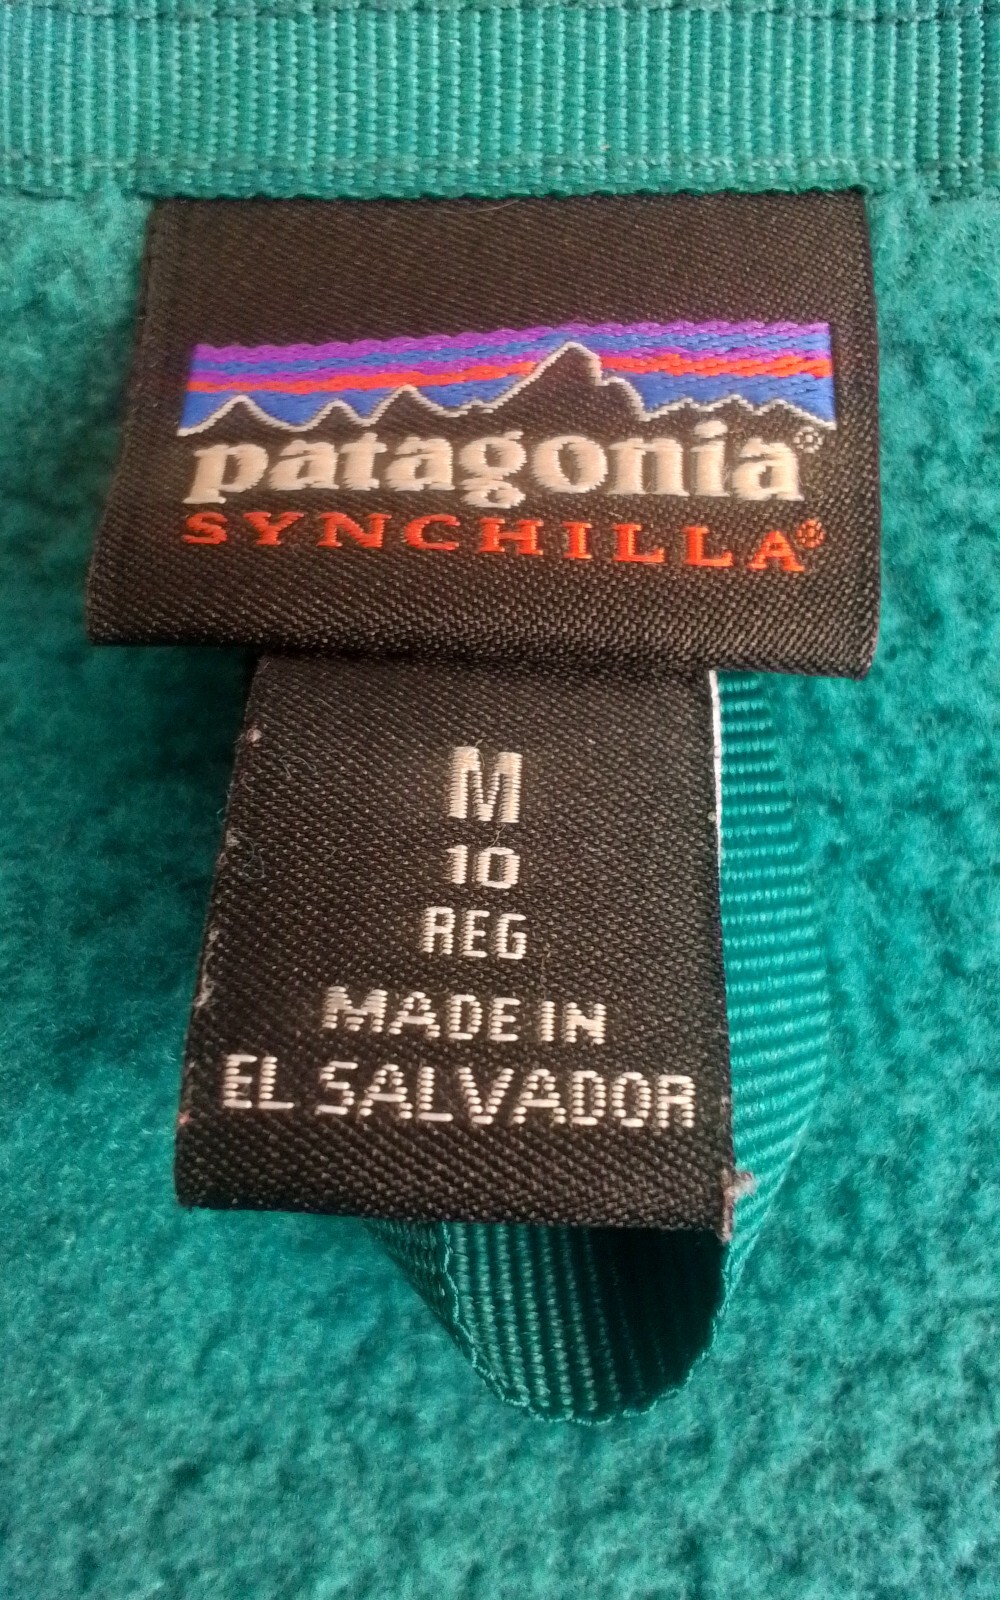 patagonia®
SYNCHILLA®
M
10
REG
MADE IN
EL SALVADOR